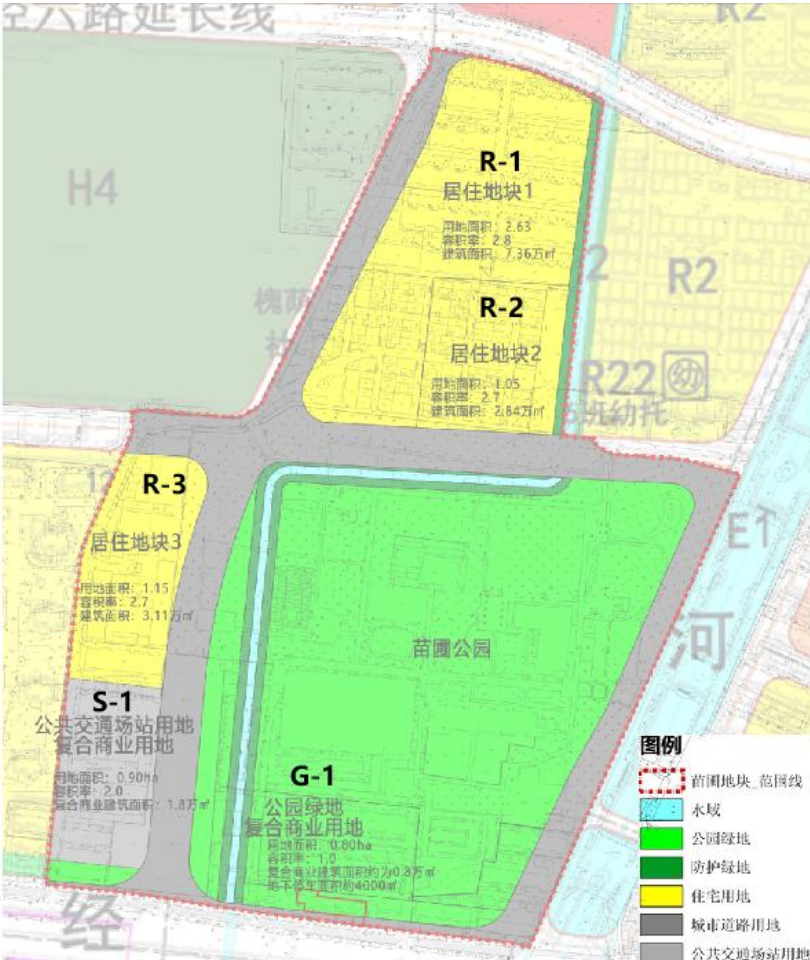 经六路延长线
R2
H4
R-1
居住地块1
用地面积：2.63
容积率：2.8
建筑面积：7.36万㎡
2
R2
槐荫
R-2
居住地块2
用地面积：1.05
容积率：2.7
建筑面积：2.84万㎡
R22 幼
6班幼托
R-3
居住地块3
用地面积：1.15
容积率：2.7
建筑面积：3.11万㎡
E1
河
苗圃公园
S-1
公共交通场站用地
复合商业用地
用地面积：0.90ha
容积率：2.0
复合商业建筑面积：1.8万㎡
G-1
公园绿地
复合商业用地
用地面积：0.80ha
容积率：1.0
复合商业建筑面积约为0.8万㎡
地下停车面积约4000㎡
经
图例
苗圃地块_范围线
水域
公园绿地
防护绿地
住宅用地
城市道路用地
公共交通场站用地